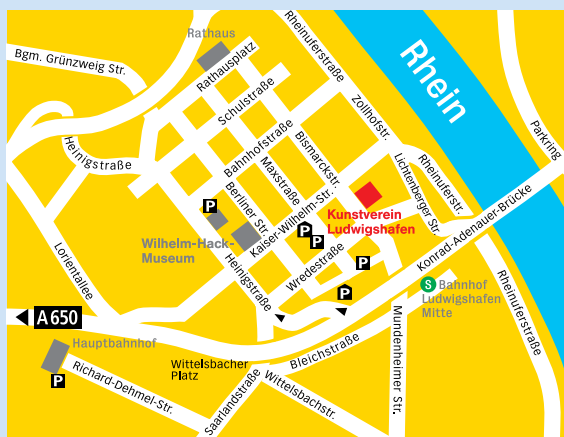 Rathaus
Rheinuferstraße
Bgm. Grünzweig Str.
Rathausplatz
Rhein
Schulstraße
Zollhofstr.
Parkring
Heinigstraße
Bahnhofstraße
Bismarckstr.
Maxstraße
Lichtenberger Str.
Rheinuferstr.
Berliner Str.
Kaiser-Wilhelm-Str.
P
Kunstverein
Ludwigshafen
Konrad-Adenauer-Brücke
Wilhelm-Hack-
Museum
P
P
Lorientallee
Heinigstraße
Wredestraße
P
P
S Bahnhof
Ludwigshafen
Mitte
A650
Mundenheimer Str.
Rheinuferstraße
Hauptbahnhof
Bleichstraße
Wittelsbacher
Platz
P
Richard-Dehmel-Str.
Saarlandstraße
Wittelsbachstr.